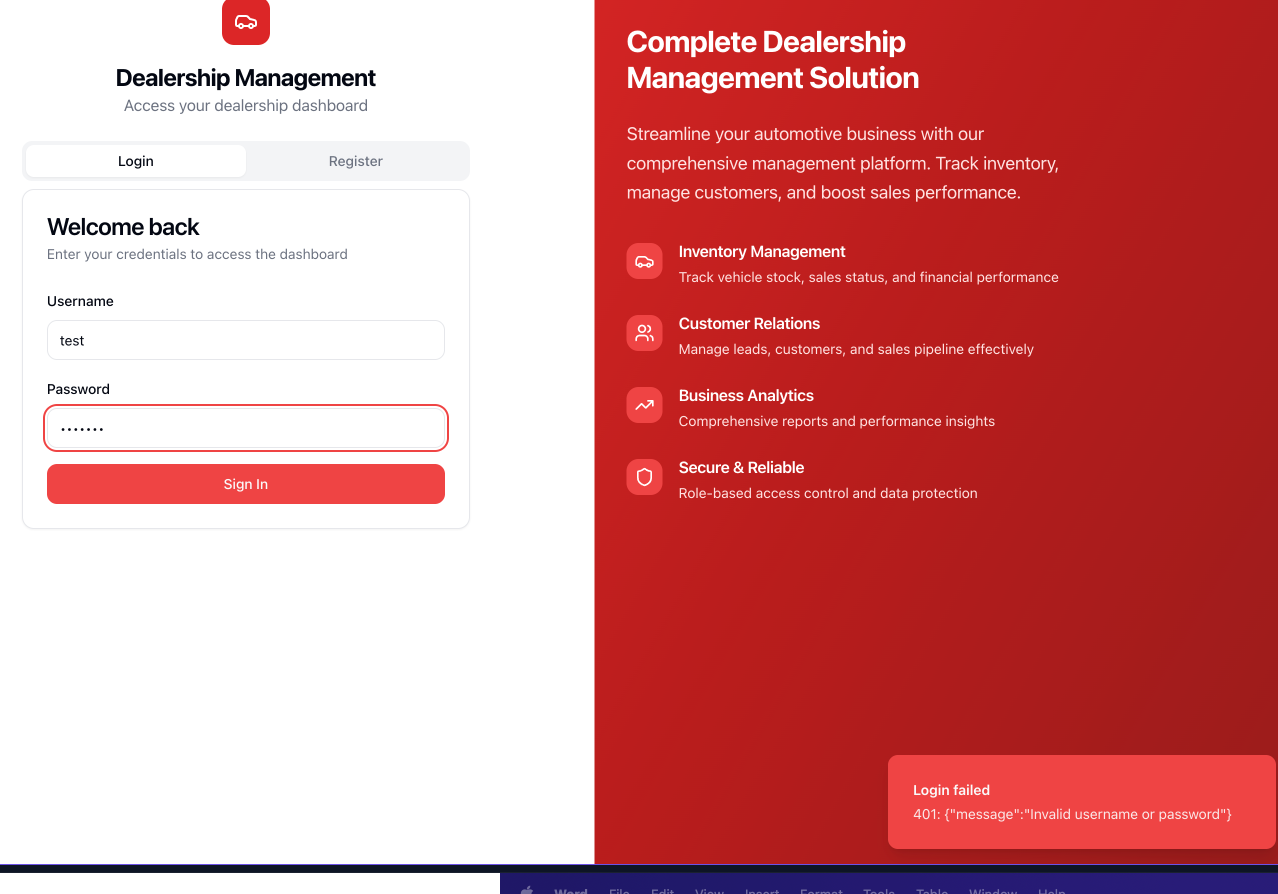 Dealership Management
Access your dealership dashboard
Login
Register
Welcome back
Enter your credentials to access the dashboard
Username
test
Password
•••••••
Sign In
Complete Dealership
Management Solution
Streamline your automotive business with our
comprehensive management platform. Track inventory,
manage customers, and boost sales performance.
Inventory Management
Track vehicle stock, sales status, and financial performance
Customer Relations
Manage leads, customers, and sales pipeline effectively
Business Analytics
Comprehensive reports and performance insights
Secure & Reliable
Role-based access control and data protection
Login failed
401: {"message":"Invalid username or password"}
Word File Edit View Insert Format Tools Table Window Help